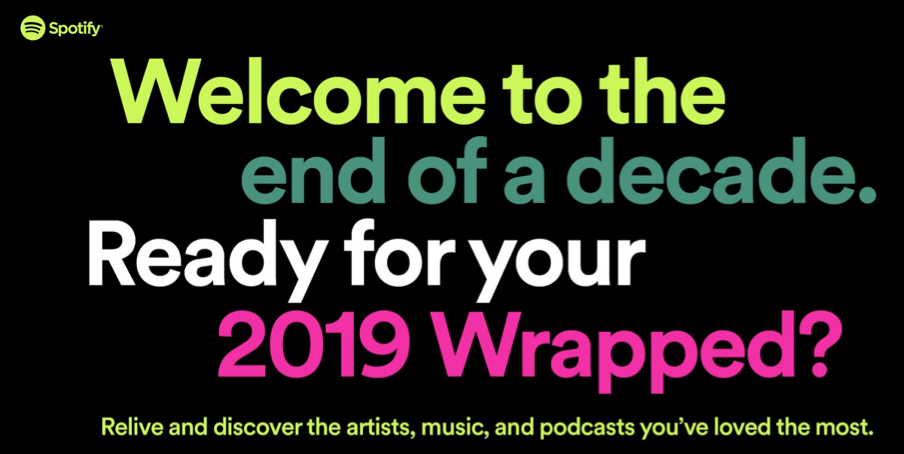 Spotify®
Welcome to the
end of a decade.
Ready for your
2019 Wrapped?
Relive and discover the artists, music, and podcasts you’ve loved the most.